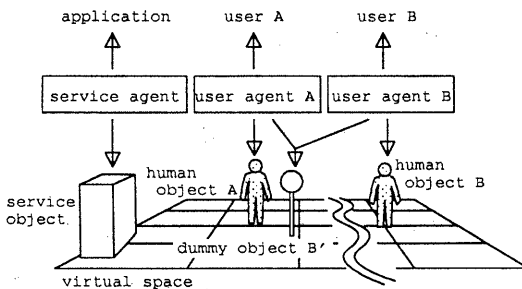 application
user A
user B
service agent
user agent A
user agent B
human
object A
human
object B
service
object
dummy object B'
virtual space